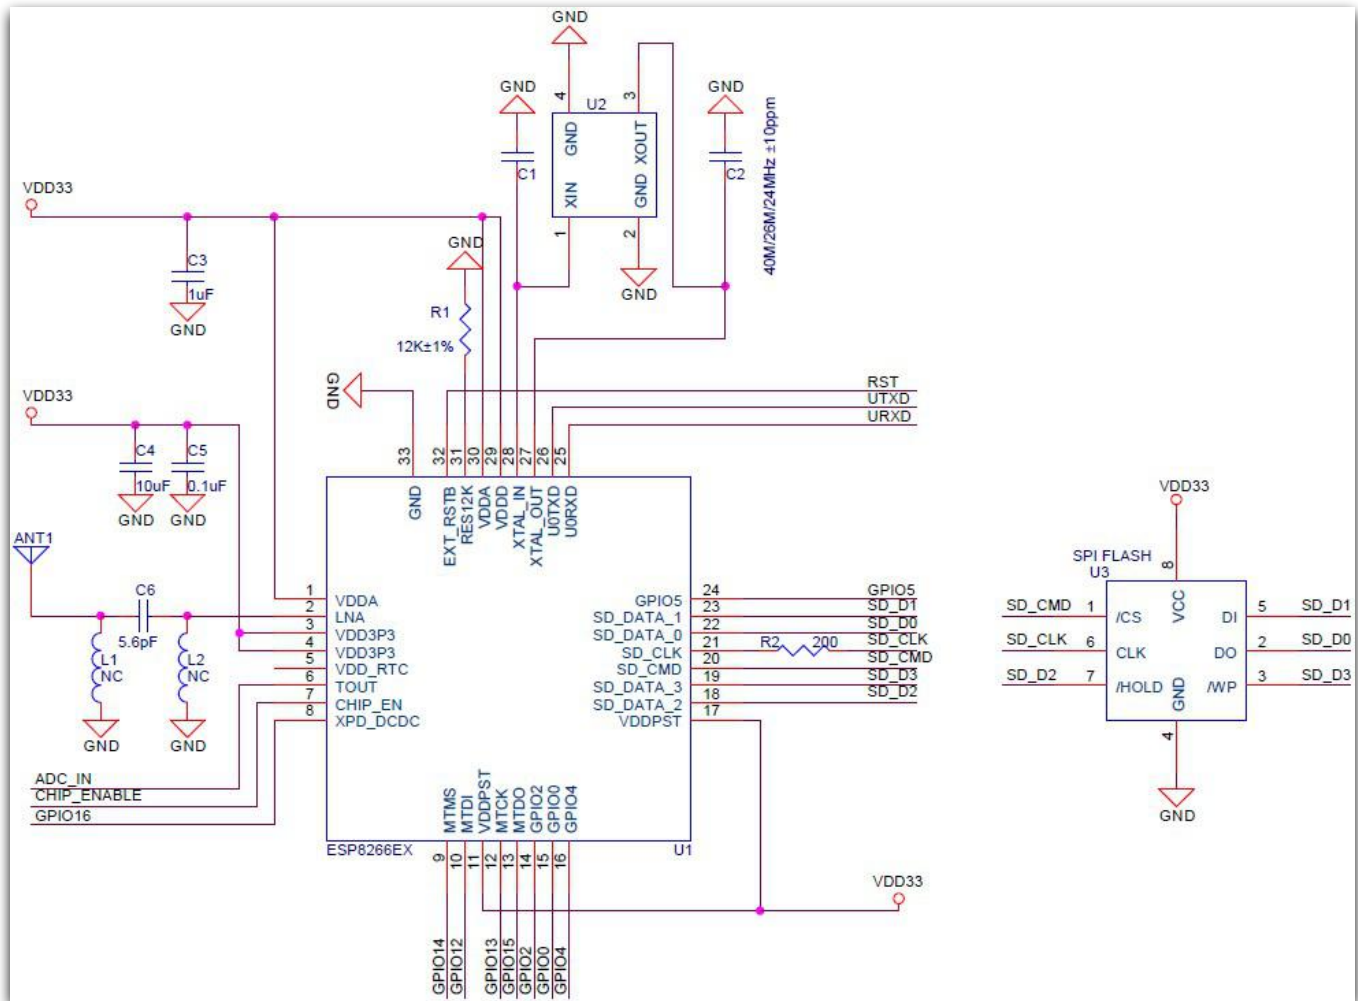 GND
GND
GND
4
3
U2
GND
XOUT
XIN
GND
1
2
C1
C2
40M/26M/24MHz ±10ppm
GND
VDD33
C3
1uF
GND
GND
R1
12K±1%
GND
VDD33
C4
10uF
GND
C5
0.1uF
GND
RST
UTXD
URXD
33
32
31
30
29
28
27
26
25
GND
EXT_RSTB
RES12K
VDDA
VDDD
XTAL_IN
XTAL_OUT
U0TXD
U0RXD
ANT1
C6
5.6pF
L1
NC
L2
NC
GND
GND
1 VDDA
2 LNA
3 VDD3P3
4 VDD3P3
5 VDD_RTC
6 TOUT
7 CHIP_EN
8 XPD_DCDC
ADC_IN
CHIP_ENABLE
GPIO16
GPIO5 24 GPIO5
SD_DATA_1 23 SD_D1
SD_DATA_0 22 SD_D0
SD_CLK 21 R2 200 SD_CLK
SD_CMD 20 SD_CMD
SD_DATA_3 19 SD_D3
SD_DATA_2 18 SD_D2
VDDPST 17
MTMS
MTDI
VDDPST
MTCK
MTDO
GPIO2
GPIO0
GPIO4
ESP8266EX
U1
9
10
11
12
13
14
15
16
GPIO14
GPIO12
GPIO13
GPIO15
GPIO2
GPIO0
GPIO4
VDD33
VDD33
SPI FLASH
U3
8
VCC
SD_CMD 1 /CS
SD_CLK 6 CLK
SD_D2 7 /HOLD
DI 5 SD_D1
DO 2 SD_D0
/WP 3 SD_D3
GND
4
GND